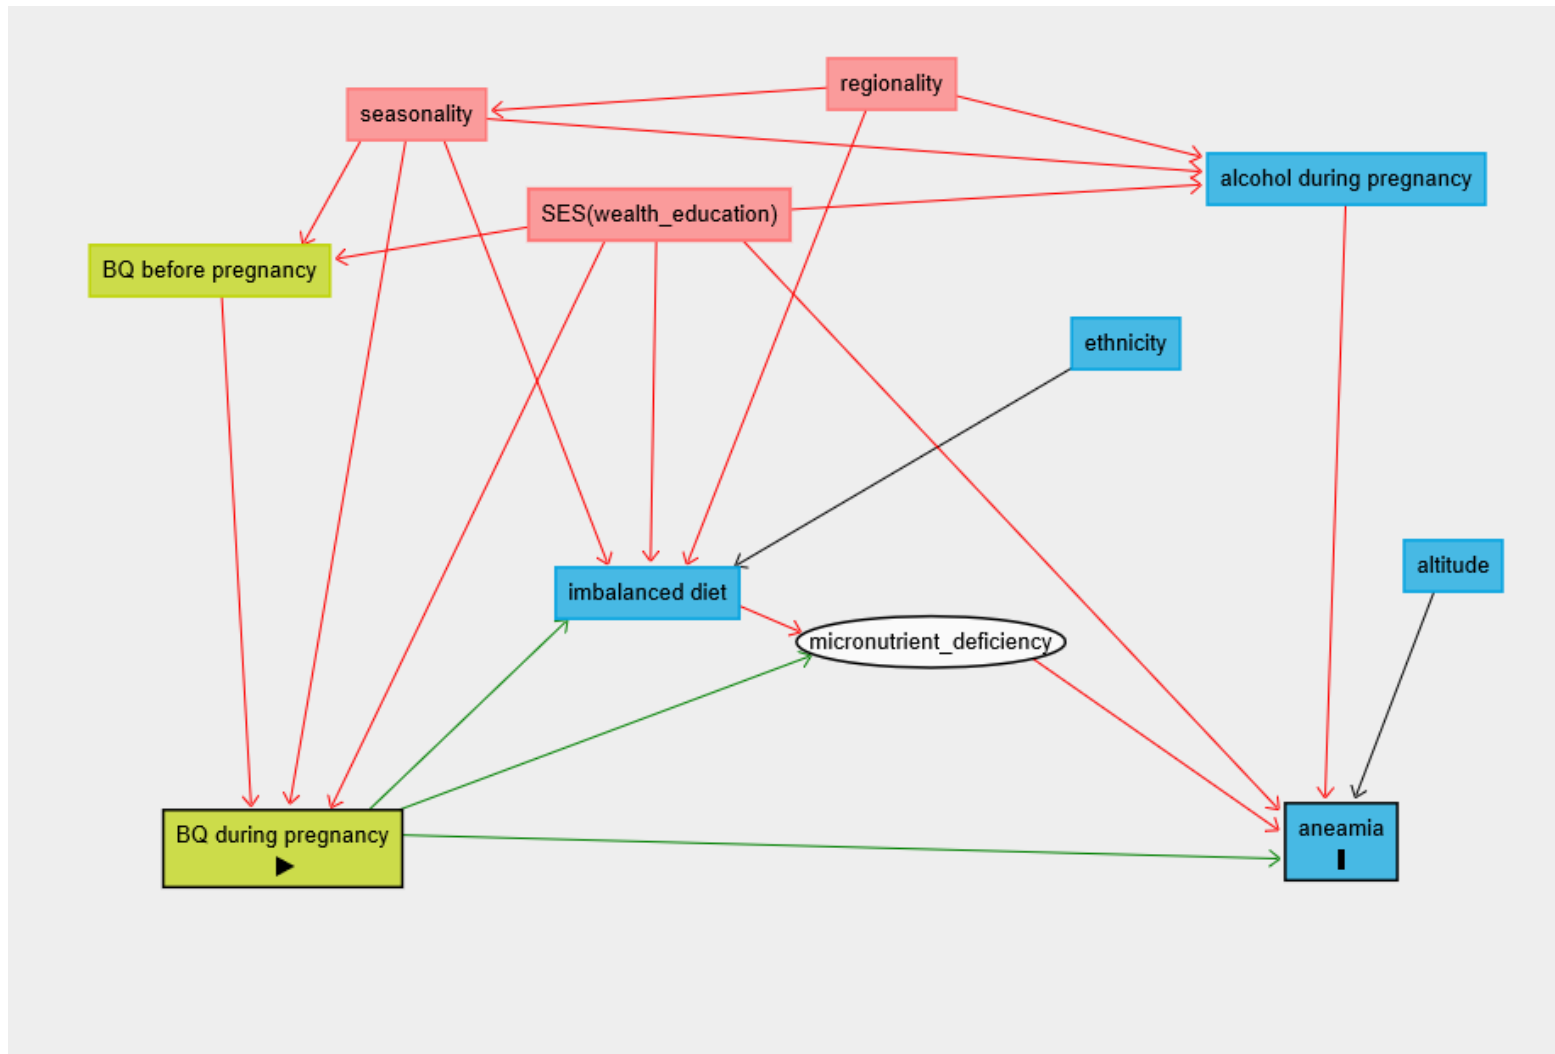 regionality
seasonality
alcohol during pregnancy
SES(wealth_education)
BQ before pregnancy
ethnicity
altitude
imbalanced diet
micronutrient_deficiency
BQ during pregnancy
aneamia